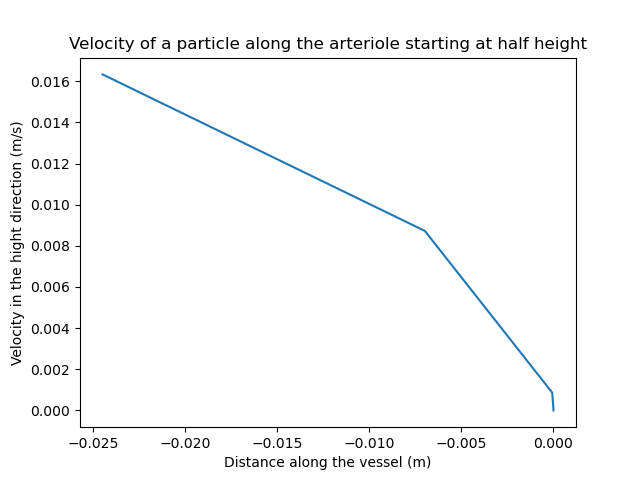 Velocity of a particle along the arteriole starting at half height
Velocity in the hight direction (m/s)
0.016
0.014
0.012
0.010
0.008
0.006
0.004
0.002
0.000
−0.025 −0.020 −0.015 −0.010 −0.005 0.000
Distance along the vessel (m)